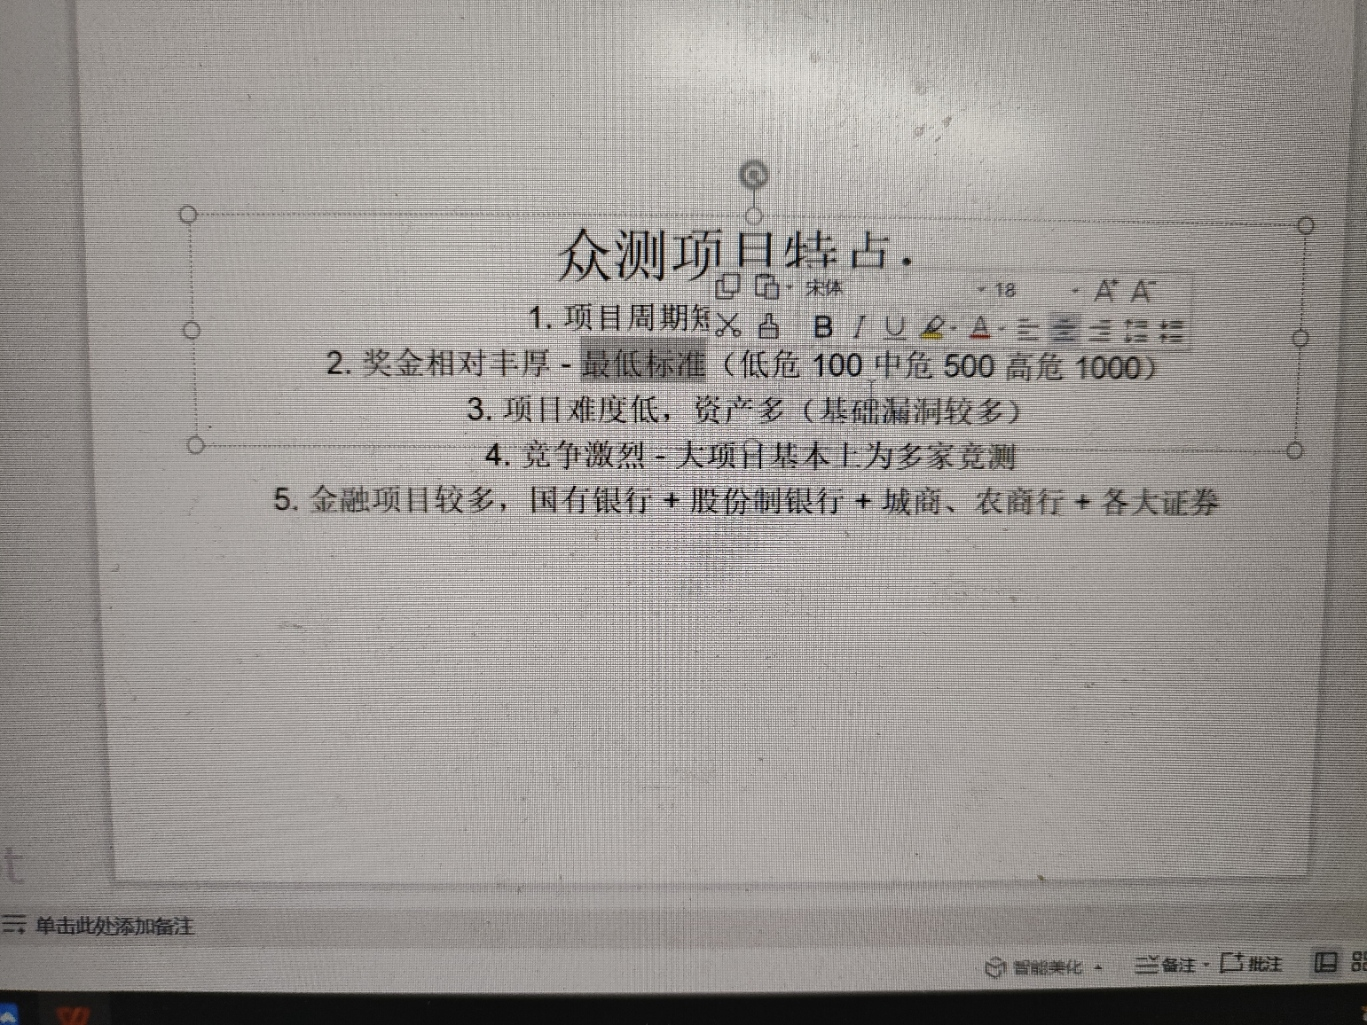 众测项目特点.
宋体 18 A+ A-
1. 项目周期短
B I U A
2. 奖金相对丰厚 - 最低标准（低危 100 中危 500 高危 1000）
3. 项目难度低，资产多（基础漏洞较多）
4. 竞争激烈 - 大项目基本上为多家竞测
5. 金融项目较多，国有银行 + 股份制银行 + 城商、农商行 + 各大证券
单击此处添加备注
智能美化 备注 批注